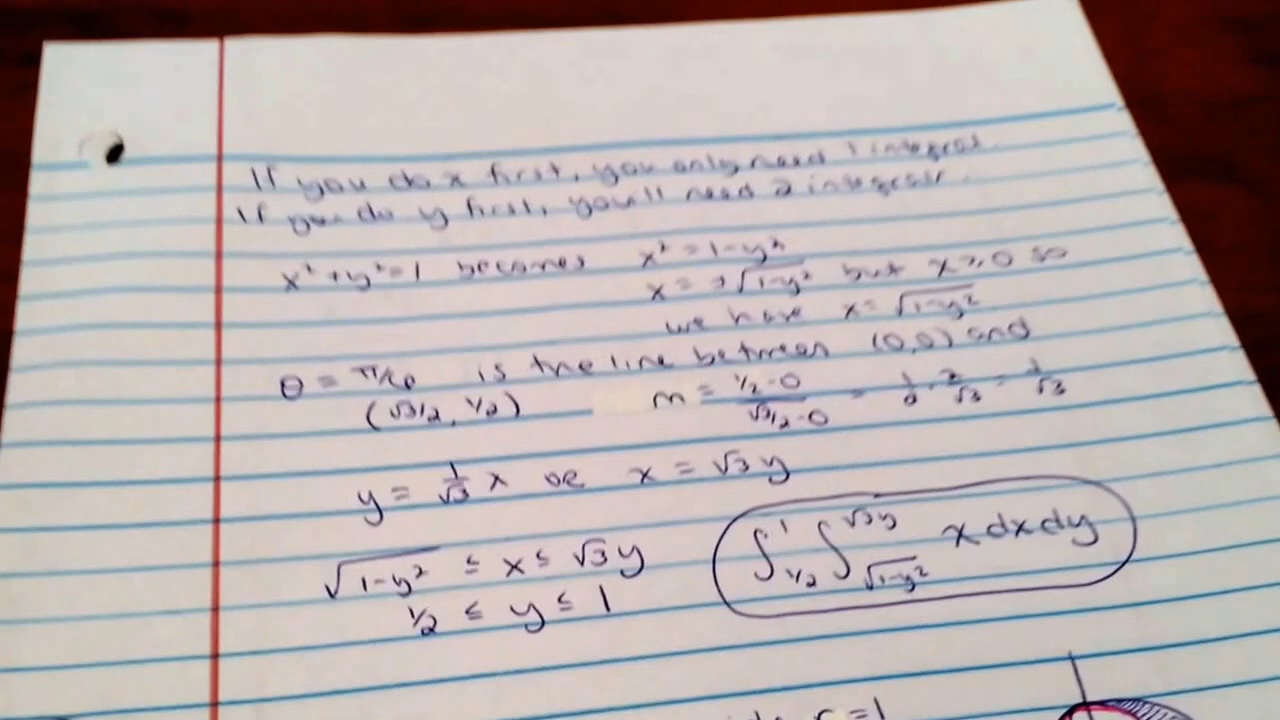 If you do x first, you only need 1 integral.
If you do y first, you'll need 2 integrals.
x² + y² = 1 becomes x² = 1 - y²
x = ±√(1-y²) but x ≥ 0 so
we have x = √(1-y²)
θ = π/6 is the line between (0,0) and
(√3/2, 1/2) m = (1/2 - 0)/(√3/2 - 0) = 1/2 · 2/√3 = 1/√3
y = 1/√3 x or x = √3 y
√(1-y²) ≤ x ≤ √3 y
1/2 ≤ y ≤ 1
∫_{1/2}^{1} ∫_{√(1-y²)}^{√3y} x dx dy
r = 1